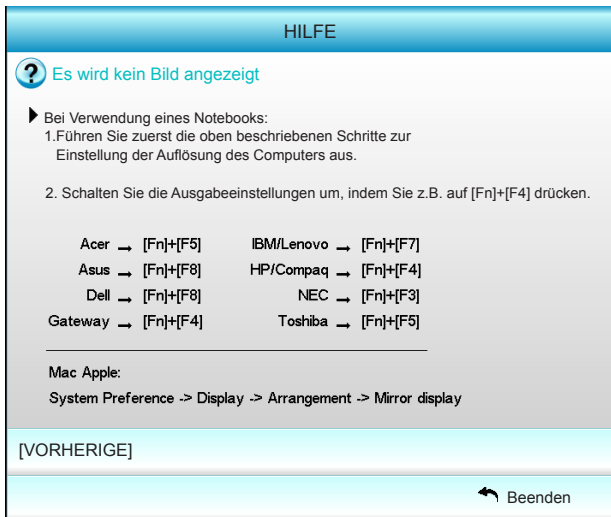 HILFE
? Es wird kein Bild angezeigt
Bei Verwendung eines Notebooks:
1.Führen Sie zuerst die oben beschriebenen Schritte zur
Einstellung der Auflösung des Computers aus.
2. Schalten Sie die Ausgabeeinstellungen um, indem Sie z.B. auf [Fn]+[F4] drücken.
Acer → [Fn]+[F5] IBM/Lenovo → [Fn]+[F7]
Asus → [Fn]+[F8] HP/Compaq → [Fn]+[F4]
Dell → [Fn]+[F8] NEC → [Fn]+[F3]
Gateway → [Fn]+[F4] Toshiba → [Fn]+[F5]
Mac Apple:
System Preference -> Display -> Arrangement -> Mirror display
[VORHERIGE]
Beenden